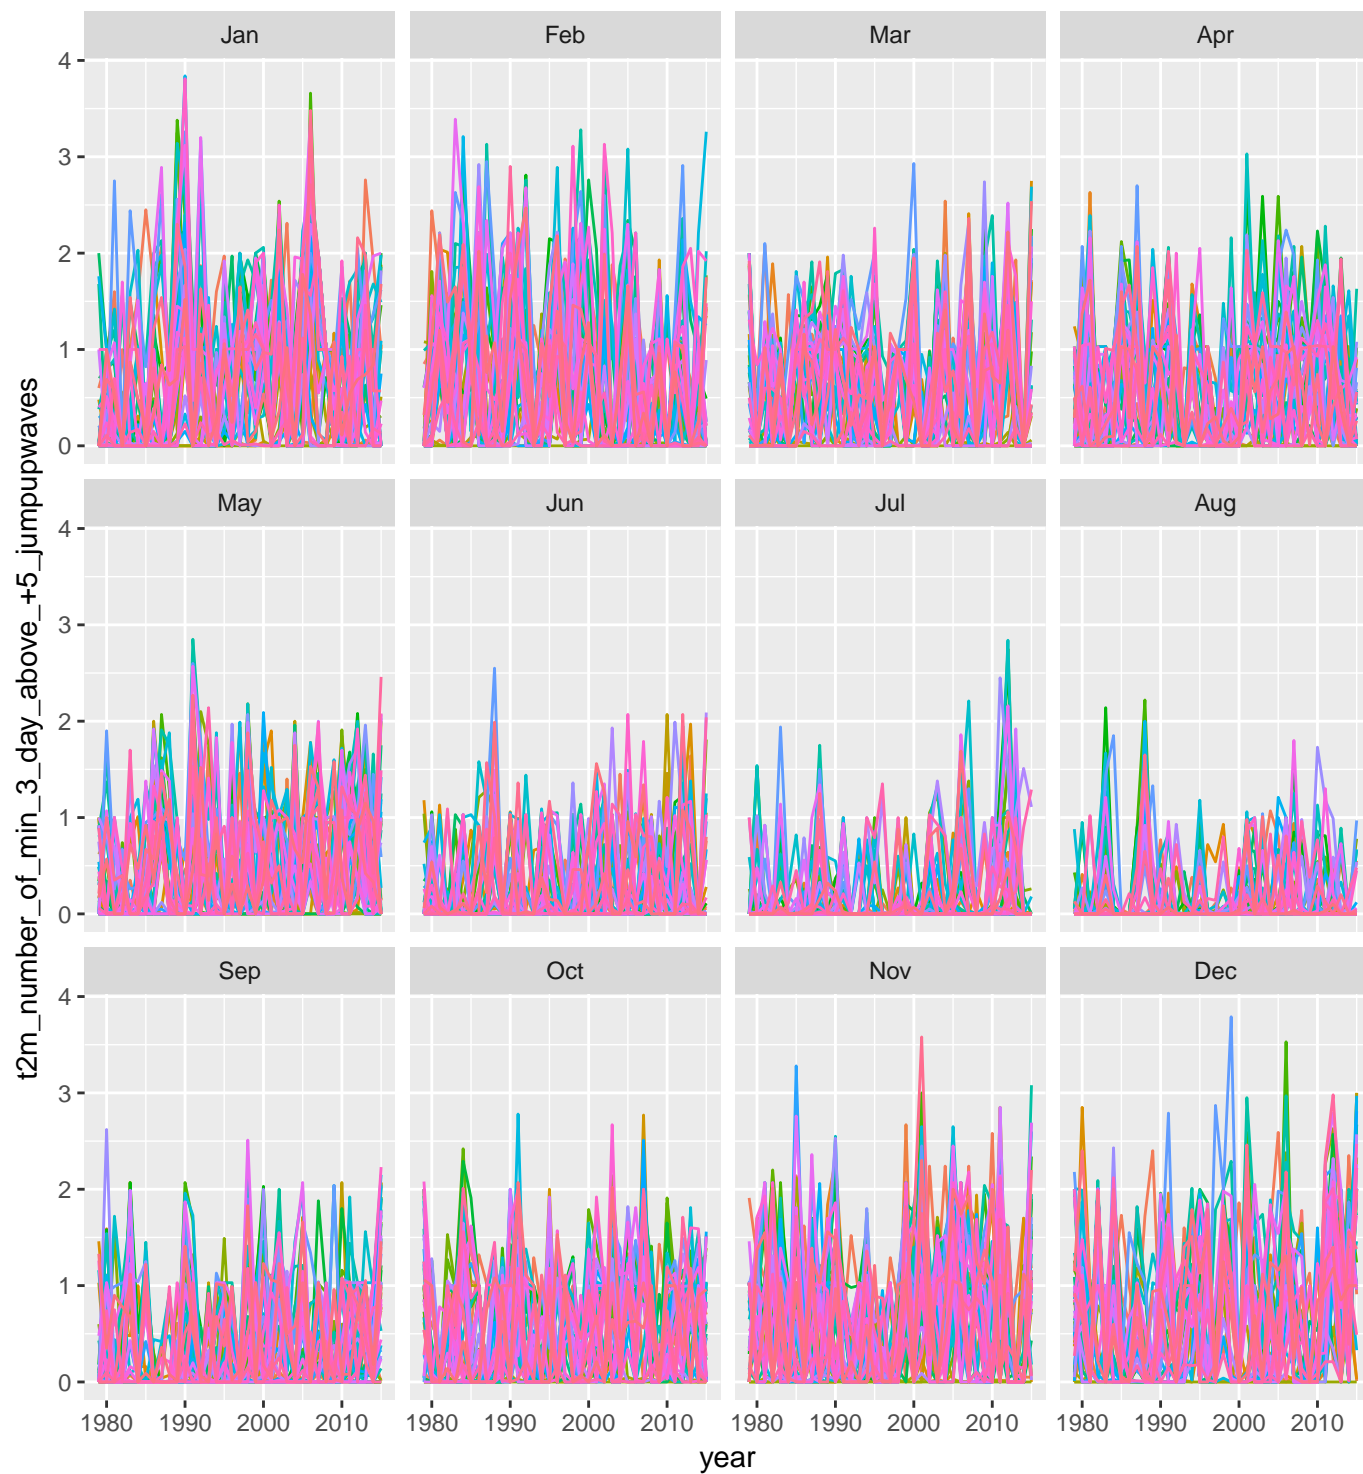 Jan Feb Mar Apr
4
3
2
1
0
May Jun Jul Aug
4
3
2
1
0
Sep Oct Nov Dec
4
3
2
1
0
1980 1990 2000 2010 1980 1990 2000 2010 1980 1990 2000 2010 1980 1990 2000 2010
year
t2m_number_of_min_3_day_above_+5_jumpupwaves